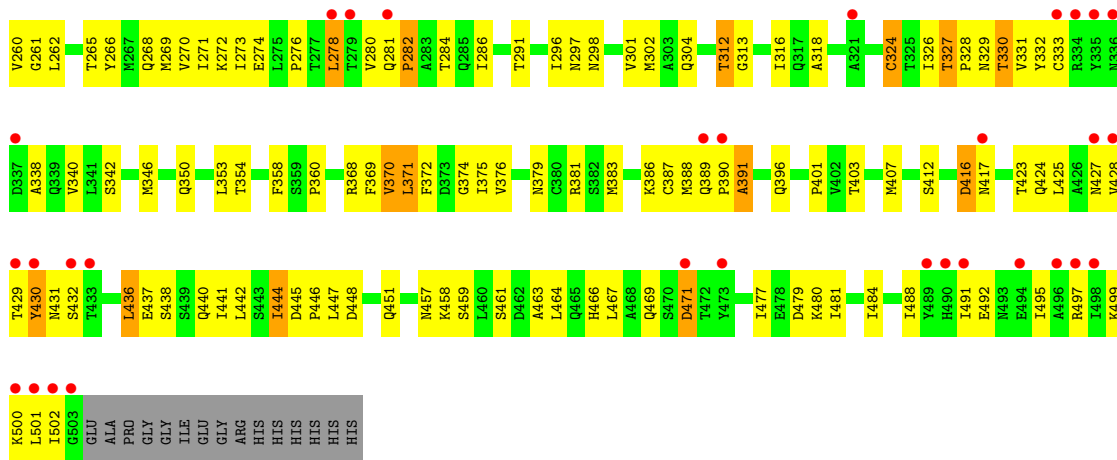 V260 G261 L262 T265 Y266 M267 Q268 M269 V270 I271 K272 I273 E274 L275 P276 T277 L278 T279 V280 Q281 P282 A283 T284 Q285 I286 T291 I296 N297 N298 V301 M302 A303 Q304 T312 G313 I316 Q317 A318 A321 C324 T325 I326 T327 P328 N329 T330 V331 Y332 C333 R334 Y335 N336
D337 A338 Q339 V340 L341 S342 M346 Q350 L353 T354 F358 S359 P360 R368 F369 V370 L371 F372 D373 G374 I375 V376 N379 C380 R381 S382 M383 K386 C387 M388 Q389 P390 A391 Q396 P401 V402 T403 M407 S412 D416 N417 T423 Q424 L425 A426 N427 V428
T429 Y430 N431 S432 T433 L436 E437 S438 S439 Q440 I441 L442 S443 I444 D445 P446 L447 D448 Q451 N457 K458 S459 L460 S461 D462 A463 L464 Q465 H466 L467 A468 Q469 S470 D471 T472 Y473 I477 E478 D479 K480 I481 I484 I488 Y489 H490 I491 E492 N493 E494 I495 A496 R497 I498 K499
K500 L501 I502 G503 GLU ALA PRO GLY GLY ILE GLU GLY ARG HIS HIS HIS HIS HIS HIS